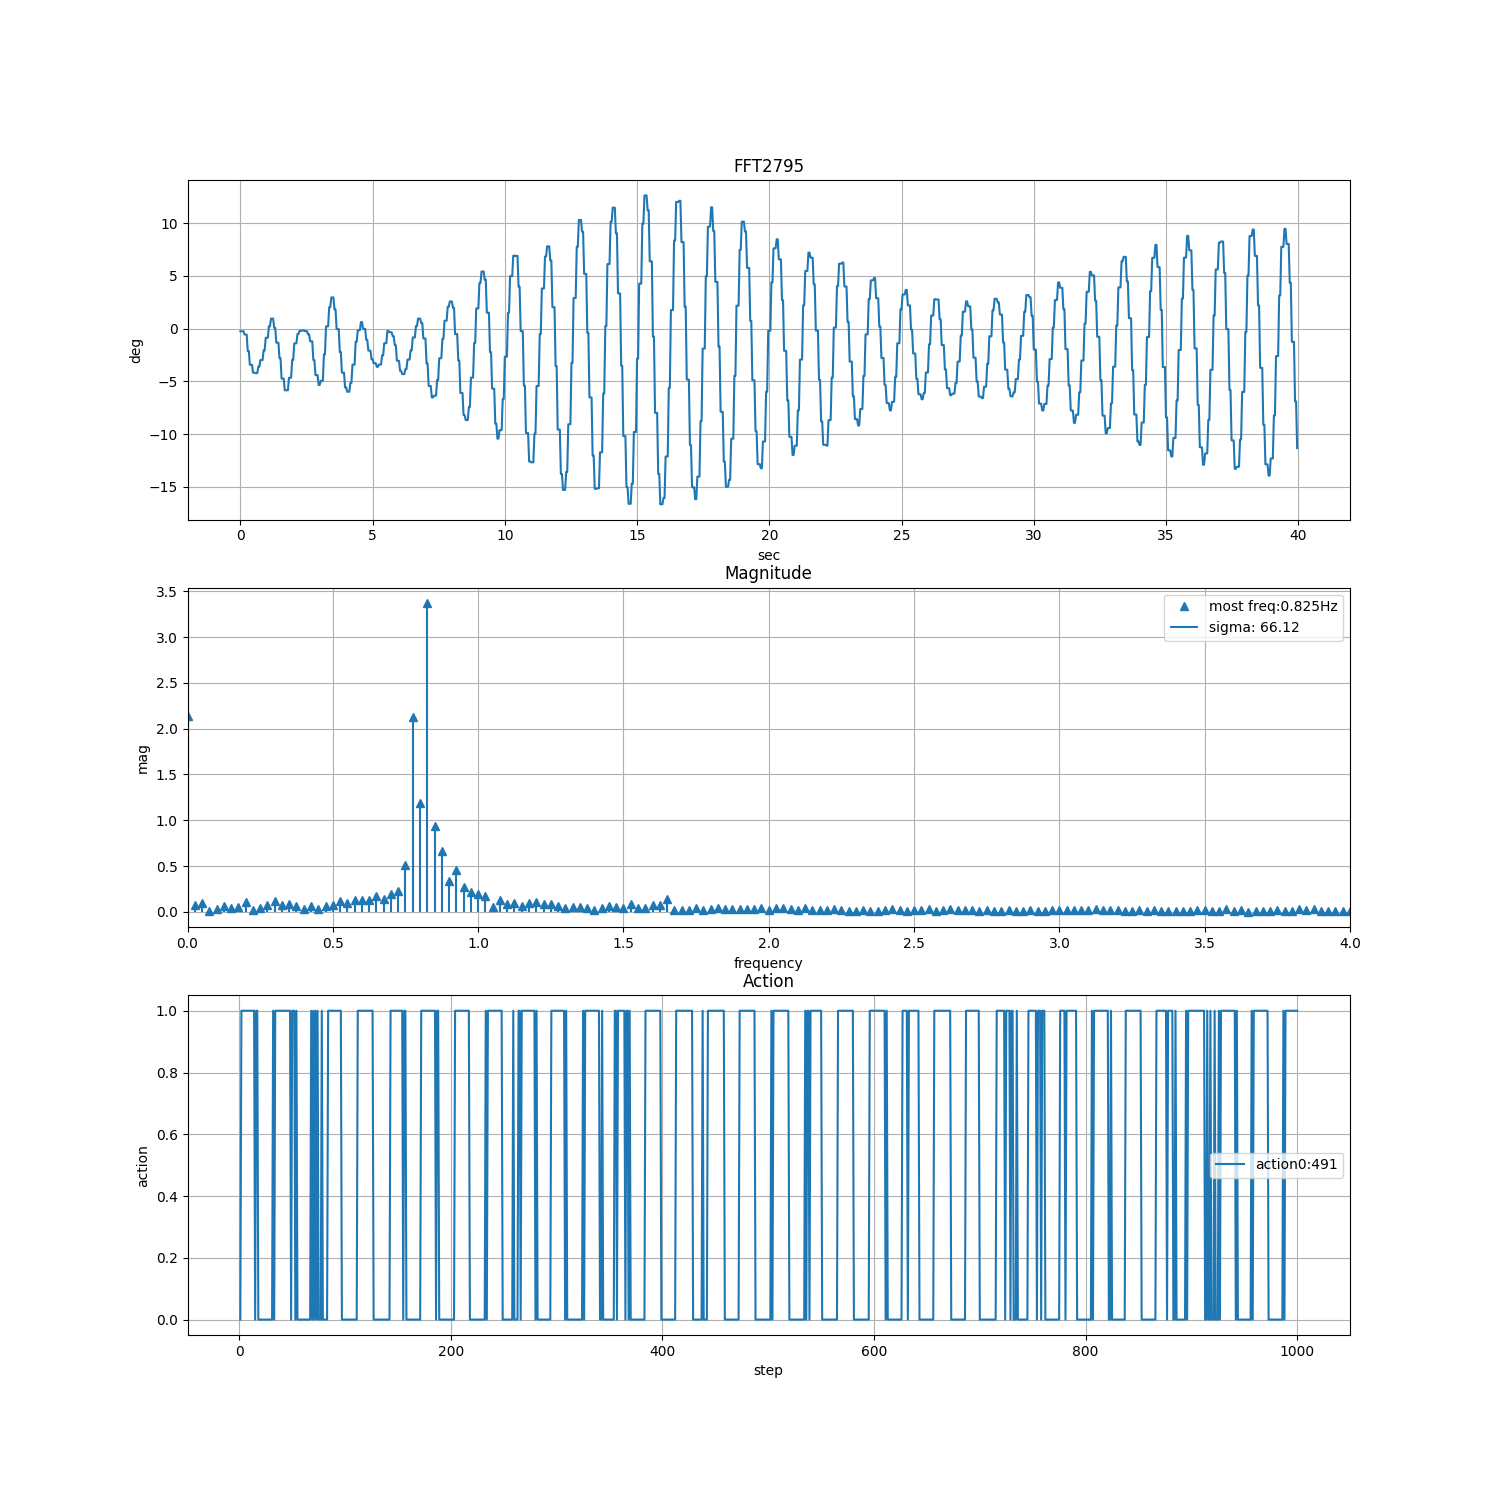 FFT2795
deg
10
5
0
−5
−10
−15
0 5 10 15 20 25 30 35 40
sec
Magnitude
mag
3.5
3.0
2.5
2.0
1.5
1.0
0.5
0.0
most freq:0.825Hz
sigma: 66.12
0.0 0.5 1.0 1.5 2.0 2.5 3.0 3.5 4.0
frequency
Action
action
1.0
0.8
0.6
0.4
0.2
0.0
action0:491
0 200 400 600 800 1000
step